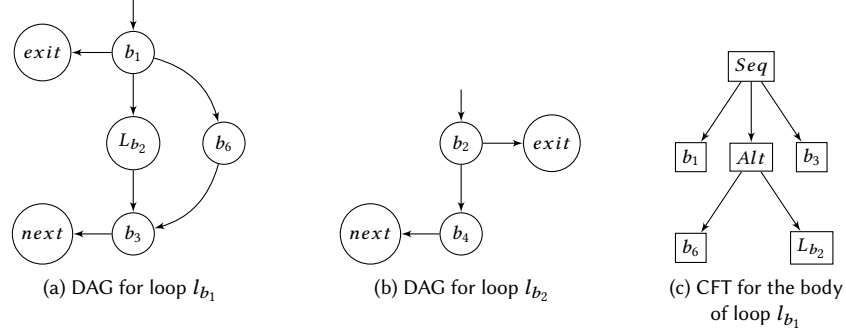 exit
b1
Lb2
b6
next
b3
(a) DAG for loop lb1
b2
exit
next
b4
(b) DAG for loop lb2
Seq
b1
Alt
b3
b6
Lb2
(c) CFT for the body
of loop lb1